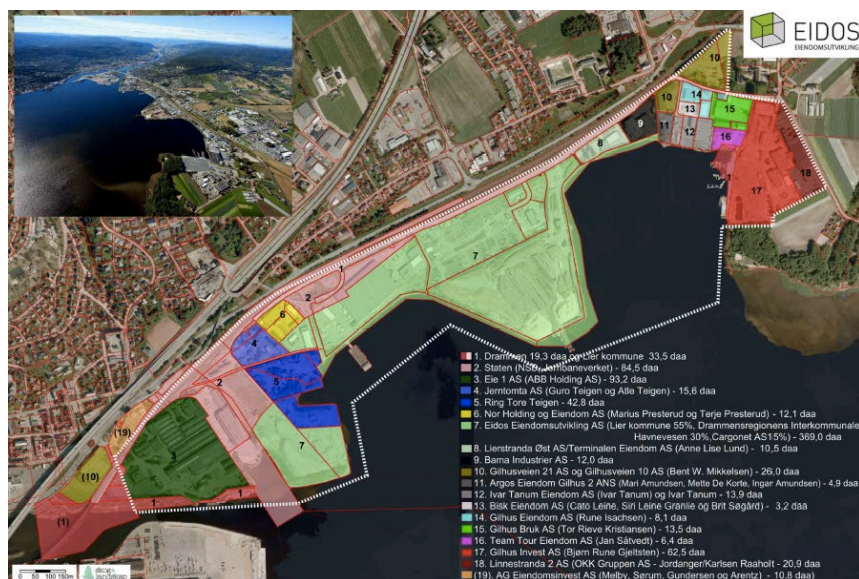 EIDOS
EIENDOMSUTVIKLING
10
10
14
13
15
9
11
12
16
8
1
17
18
7
1
2
6
4
2
5
(19)
3
7
(10)
1
1
(1)
1. Drammen 19,3 daa og Lier kommune 33,5 daa
2. Staten (NSB, Jernbaneverket) - 84,5 daa
3. Eie 1 AS (ABB Holding AS) - 93,2 daa
4. Jerntomta AS (Guro Teigen og Atle Teigen) - 15,6 daa
5. Ring Tore Teigen - 42,8 daa
6. Nor Holding og Eiendom AS (Marius Presterud og Terje Presterud) - 12,1 daa
7. Eidos Eiendomsutvikling AS (Lier kommune 55%, Drammensregionens Interkommunale
Havnevesen 30%,Cargonet AS15%) - 369,0 daa
8. Lierstranda Øst AS/Terminalen Eiendom AS (Anne Lise Lund) - 10,5 daa
9. Bama Industrier AS - 12,0 daa
10. Gilhusveien 21 AS og Gilhusveien 10 AS (Bent W. Mikkelsen) - 26,0 daa
11. Argos Eiendom Gilhus 2 ANS (Mari Amundsen, Mette De Korte, Ingar Amundsen) - 4,9 daa
12. Ivar Tanum Eiendom AS (Ivar Tanum) og Ivar Tanum - 13,9 daa
13. Bisk Eiendom AS (Cato Leine, Siri Leine Granlie og Brit Søgård) - 3,2 daa
14. Gilhus Eiendom AS (Rune Isachsen) - 8,1 daa
15. Gilhus Bruk AS (Tor Rieve Kristiansen) - 13,5 daa
16. Team Tour Eiendom AS (Jan Såtvedt) - 6,4 daa
17. Gilhus Invest AS (Bjørn Rune Gjelsten) - 62,5 daa
18. Linnestranda 2 AS (OKK Gruppen AS - Jordanger/Karlsen Raaholt) - 20,9 daa
(19). AG Eiendomsinvest AS (Melby, Sørum, Gundersen og Arentz) - 10,8 daa)
0 50 100 150m
skog+
landskap